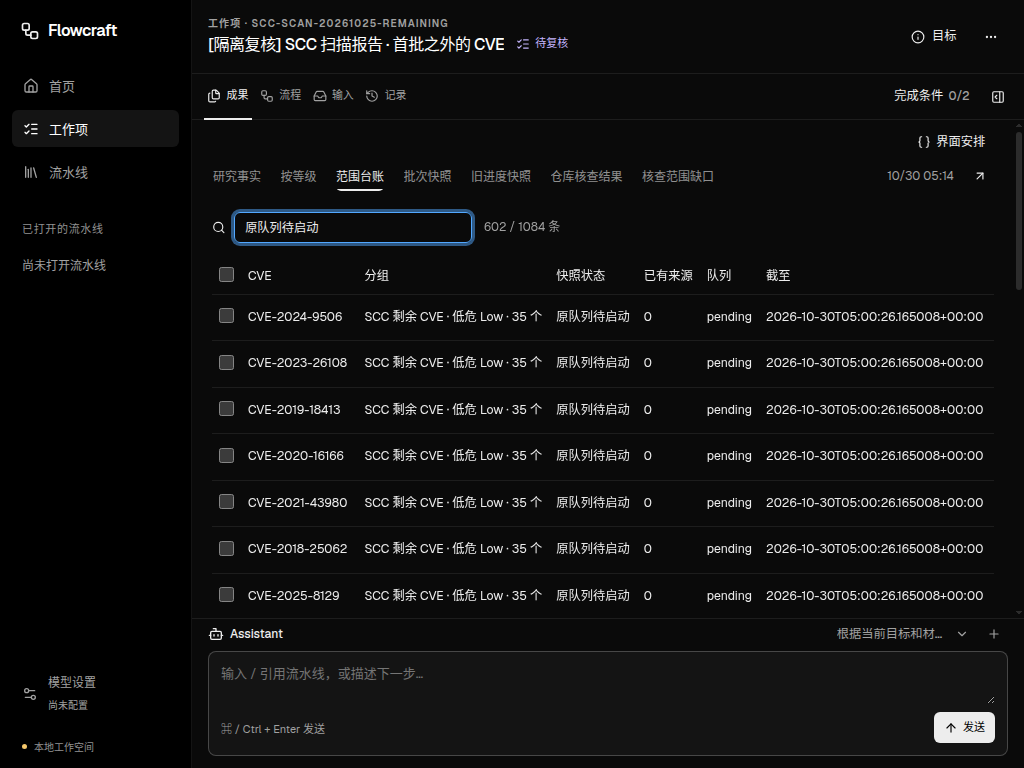 Flowcraft
首页
工作项
流水线
已打开的流水线
尚未打开流水线
模型设置
尚未配置
本地工作空间
工作项 · SCC-SCAN-20261025-REMAINING
[隔离复核] SCC 扫描报告 · 首批之外的 CVE 待复核
目标
成果 流程 输入 记录
完成条件 0/2
{ } 界面安排
研究事实 按等级 范围台账 批次快照 旧进度快照 仓库核查结果 核查范围缺口 10/30 05:14
原队列待启动 602 / 1084 条
CVE 分组 快照状态 已有来源 队列 截至
CVE-2024-9506 SCC 剩余 CVE · 低危 Low · 35 个 原队列待启动 0 pending 2026-10-30T05:00:26.165008+00:00
CVE-2023-26108 SCC 剩余 CVE · 低危 Low · 35 个 原队列待启动 0 pending 2026-10-30T05:00:26.165008+00:00
CVE-2019-18413 SCC 剩余 CVE · 低危 Low · 35 个 原队列待启动 0 pending 2026-10-30T05:00:26.165008+00:00
CVE-2020-16166 SCC 剩余 CVE · 低危 Low · 35 个 原队列待启动 0 pending 2026-10-30T05:00:26.165008+00:00
CVE-2021-43980 SCC 剩余 CVE · 低危 Low · 35 个 原队列待启动 0 pending 2026-10-30T05:00:26.165008+00:00
CVE-2018-25062 SCC 剩余 CVE · 低危 Low · 35 个 原队列待启动 0 pending 2026-10-30T05:00:26.165008+00:00
CVE-2025-8129 SCC 剩余 CVE · 低危 Low · 35 个 原队列待启动 0 pending 2026-10-30T05:00:26.165008+00:00
Assistant 根据当前目标和材...
输入 / 引用流水线，或描述下一步...
⌘ / Ctrl + Enter 发送
发送